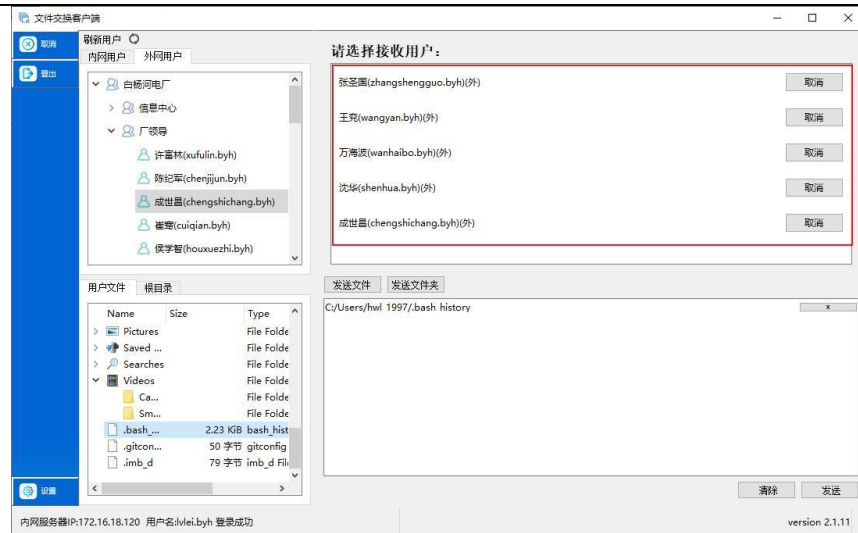 文件交换客户端
取消
登出
设置
刷新用户
内网用户 外网用户
白杨河电厂
信息中心
厂领导
许富林(xufulin.byh)
陈纪军(chenjijun.byh)
成世昌(chengshichang.byh)
崔骞(cuiqian.byh)
侯学智(houxuezhi.byh)
请选择接收用户：
张圣国(zhangshengguo.byh)(外) 取消
王兖(wangyan.byh)(外) 取消
万海波(wanhaibo.byh)(外) 取消
沈华(shenhua.byh)(外) 取消
成世昌(chengshichang.byh)(外) 取消
用户文件 根目录
Name Size Type
Pictures File Folde
Saved ... File Folde
Searches File Folde
Videos File Folde
Ca... File Folde
Sm... File Folde
.bash_... 2.23 KiB bash_hist
.gitcon... 50 字节 gitconfig
.imb_d 79 字节 imb_d File
发送文件 发送文件夹
C:/Users/hwl 1997/.bash history x
清除 发送
内网服务器IP:172.16.18.120 用户名:lvlei.byh 登录成功
version 2.1.11